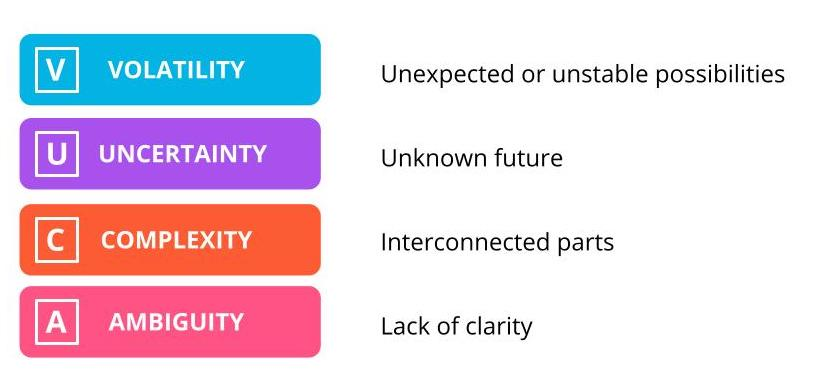 V VOLATILITY Unexpected or unstable possibilities
U UNCERTAINTY Unknown future
C COMPLEXITY Interconnected parts
A AMBIGUITY Lack of clarity